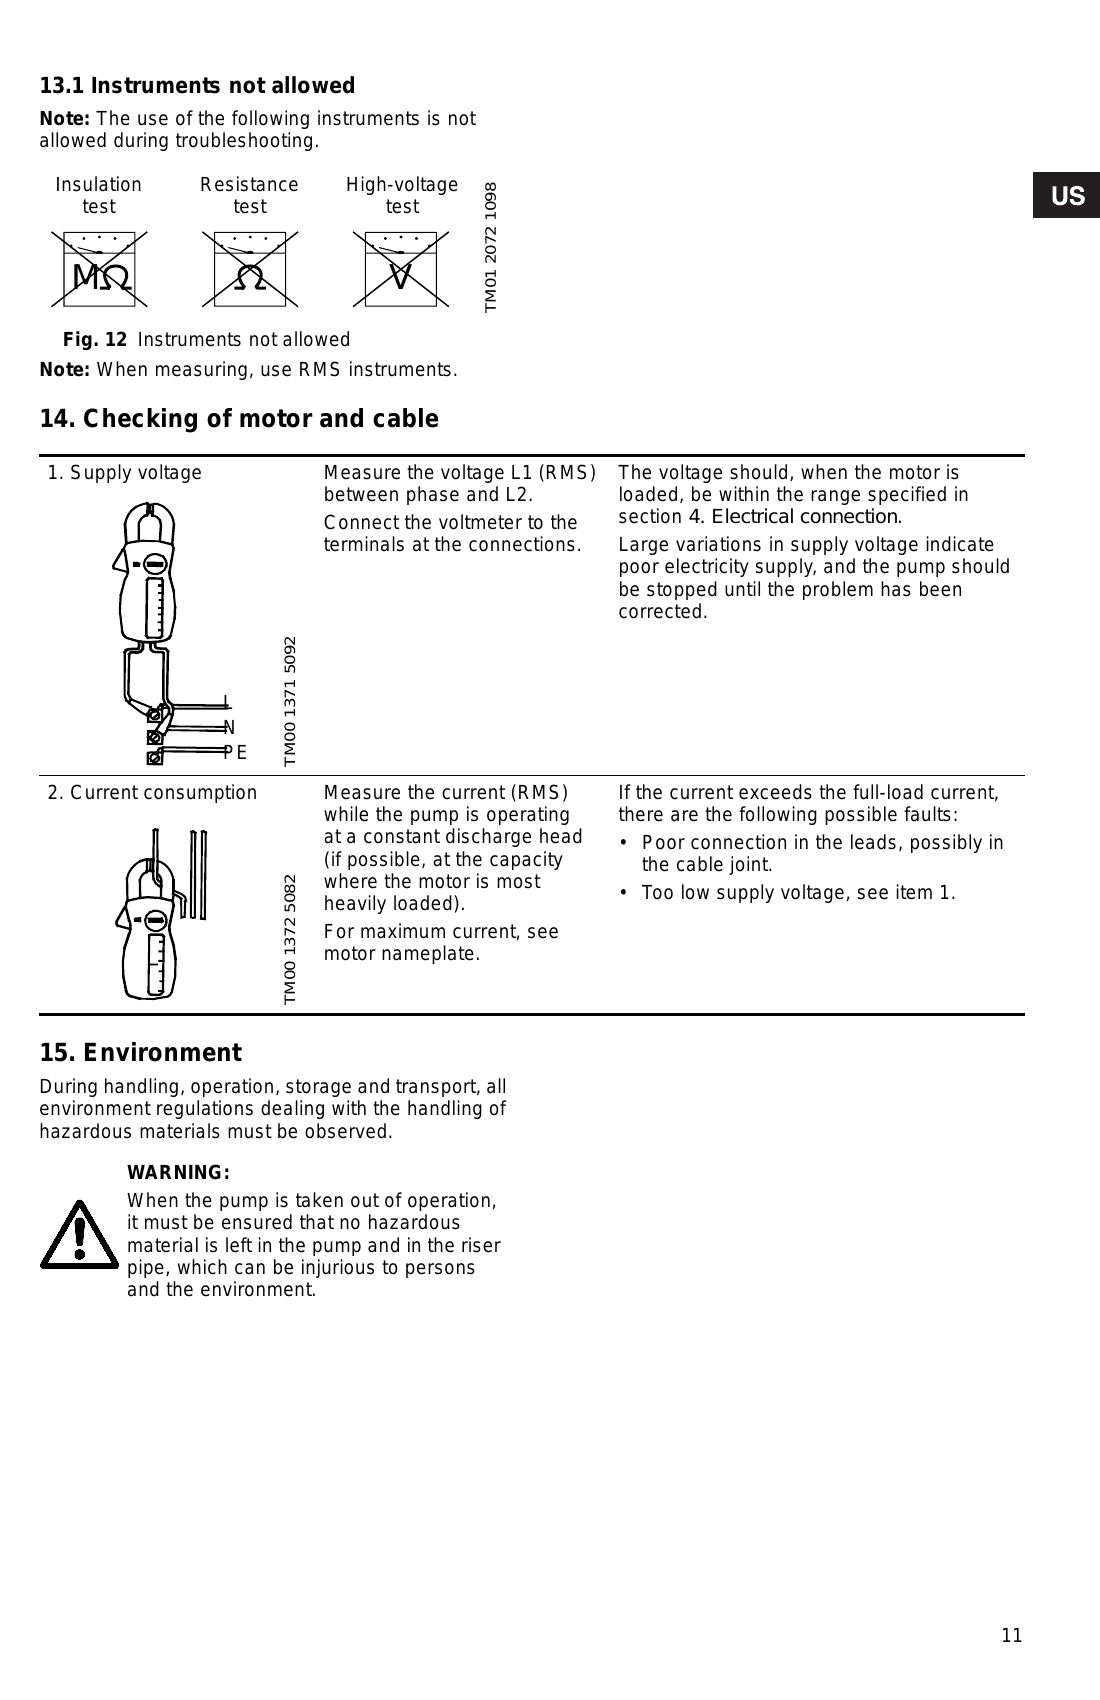 13.1 Instruments not allowed
Note: The use of the following instruments is not
allowed during troubleshooting.
Insulation
test
Resistance
test
High-voltage
test
MΩ
Ω
V
TM01 2072 1098
US
Fig. 12 Instruments not allowed
Note: When measuring, use RMS instruments.
14. Checking of motor and cable
1. Supply voltage
L
N
PE
TM00 1371 5092
Measure the voltage L1 (RMS)
between phase and L2.
Connect the voltmeter to the
terminals at the connections.
The voltage should, when the motor is
loaded, be within the range specified in
section 4. Electrical connection.
Large variations in supply voltage indicate
poor electricity supply, and the pump should
be stopped until the problem has been
corrected.
2. Current consumption
TM00 1372 5082
Measure the current (RMS)
while the pump is operating
at a constant discharge head
(if possible, at the capacity
where the motor is most
heavily loaded).
For maximum current, see
motor nameplate.
If the current exceeds the full-load current,
there are the following possible faults:
• Poor connection in the leads, possibly in
the cable joint.
• Too low supply voltage, see item 1.
15. Environment
During handling, operation, storage and transport, all
environment regulations dealing with the handling of
hazardous materials must be observed.
WARNING:
When the pump is taken out of operation,
it must be ensured that no hazardous
material is left in the pump and in the riser
pipe, which can be injurious to persons
and the environment.
11